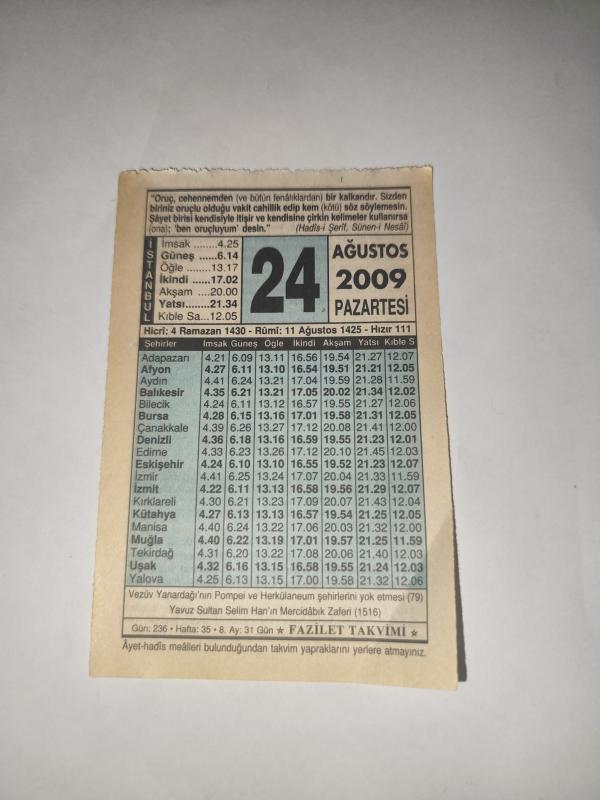 "Oruç, cehennemden (ve bütün fenâlıklardan) bir kalkandır. Sizden
biriniz oruçlu olduğu vakit cahillik edip kem (kötü) söz söylemesin.
Şâyet birisi kendisiyle itişir ve kendisine çirkin kelimeler kullanırsa
(ona); 'ben oruçluyum' desin." (Hadîs-i Şerîf, Sünen-i Nesâî)
İSTANBUL
İmsak ........4.25
Güneş ......6.14
Öğle ........13.17
İkindi ......17.02
Akşam ...20.00
Yatsı........21.34
Kıble Sa...12.05
24
AĞUSTOS
2009
PAZARTESİ
Hicrî: 4 Ramazan 1430 - Rûmî: 11 Ağustos 1425 - Hızır 111
Şehirler İmsak Güneş Öğle İkindi Akşam Yatsı Kıble S
Adapazarı 4.21 6.09 13.11 16.56 19.54 21.27 12.07
Afyon 4.27 6.11 13.10 16.54 19.51 21.21 12.05
Aydın 4.41 6.24 13.21 17.04 19.59 21.28 11.59
Balıkesir 4.35 6.21 13.21 17.05 20.02 21.34 12.02
Bilecik 4.24 6.11 13.12 16.57 19.55 21.27 12.06
Bursa 4.28 6.15 13.16 17.01 19.58 21.31 12.05
Çanakkale 4.39 6.26 13.27 17.12 20.08 21.41 12.00
Denizli 4.36 6.18 13.16 16.59 19.55 21.23 12.01
Edirne 4.33 6.23 13.26 17.12 20.10 21.45 12.03
Eskişehir 4.24 6.10 13.10 16.55 19.52 21.23 12.07
İzmir 4.41 6.25 13.24 17.07 20.04 21.33 11.59
İzmit 4.22 6.11 13.13 16.58 19.56 21.29 12.07
Kırklareli 4.30 6.21 13.23 17.09 20.07 21.43 12.04
Kütahya 4.27 6.13 13.13 16.57 19.54 21.25 12.05
Manisa 4.40 6.24 13.22 17.06 20.03 21.32 12.00
Muğla 4.40 6.22 13.19 17.01 19.57 21.25 11.59
Tekirdağ 4.31 6.20 13.22 17.08 20.06 21.40 12.03
Uşak 4.32 6.16 13.15 16.58 19.55 21.24 12.03
Yalova 4.25 6.13 13.15 17.00 19.58 21.32 12.06
Vezüv Yanardağı'nın Pompei ve Herkülaneum şehirlerini yok etmesi (79)
Yavuz Sultan Selim Han'ın Mercidâbık Zaferi (1516)
Gün: 236 • Hafta: 35 • 8. Ay: 31 Gün ★ FAZİLET TAKVİMİ ★
Âyet-hadîs meâlleri bulunduğundan takvim yapraklarını yerlere atmayınız.